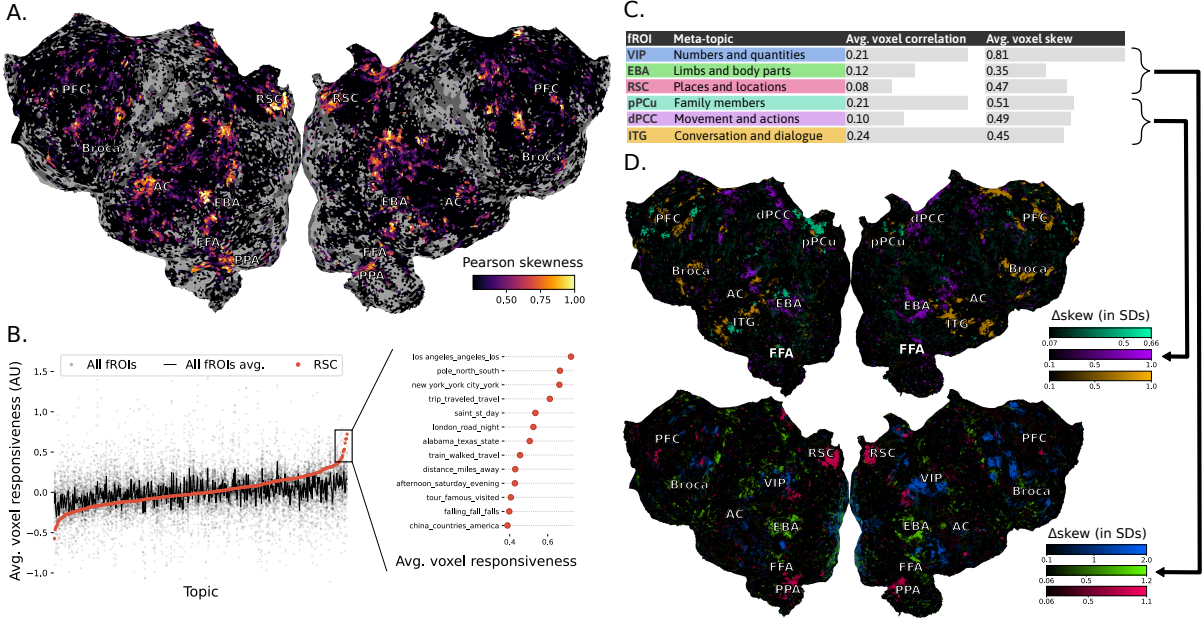 A.
PFC
Broca
AC
EBA
FFA
PPA
RSC
RSC
PFC
Broca
EBA
AC
FFA
PPA
Pearson skewness
0.50 0.75 1.00
B.
All fROIs All fROIs avg. RSC
Avg. voxel responsiveness (AU)
1.5
1.0
0.5
0.0
−0.5
−1.0
Topic
los angeles_angeles_los
pole_north_south
new york_york city_york
trip_traveled_travel
saint_st_day
london_road_night
alabama_texas_state
train_walked_travel
distance_miles_away
afternoon_saturday_evening
tour_famous_visited
falling_fall_falls
china_countries_america
0.4 0.6
Avg. voxel responsiveness
C.
fROI Meta-topic Avg. voxel correlation Avg. voxel skew
VIP Numbers and quantities 0.21 0.81
EBA Limbs and body parts 0.12 0.35
RSC Places and locations 0.08 0.47
pPCu Family members 0.21 0.51
dPCC Movement and actions 0.10 0.49
ITG Conversation and dialogue 0.24 0.45
D.
PFC
dPCC
pPCu
Broca
AC
EBA
ITG
FFA
dPCC
pPCu
PFC
Broca
AC
EBA
ITG
FFA
Δskew (in SDs)
0.07 0.5 0.66
0.1 0.5 1.0
0.1 0.5 1.0
PFC
RSC
VIP
Broca
AC
EBA
FFA
PPA
RSC
PFC
VIP
Broca
EBA
AC
FFA
PPA
Δskew (in SDs)
0.1 1 2.0
0.06 0.5 1.2
0.06 0.5 1.1